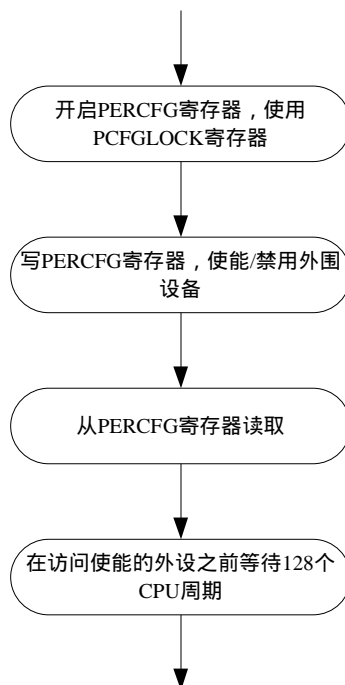 开启PERCFG寄存器，使用
PCFGLOCK寄存器
写PERCFG寄存器，使能/禁用外围
设备
从PERCFG寄存器读取
在访问使能的外设之前等待128个
CPU周期